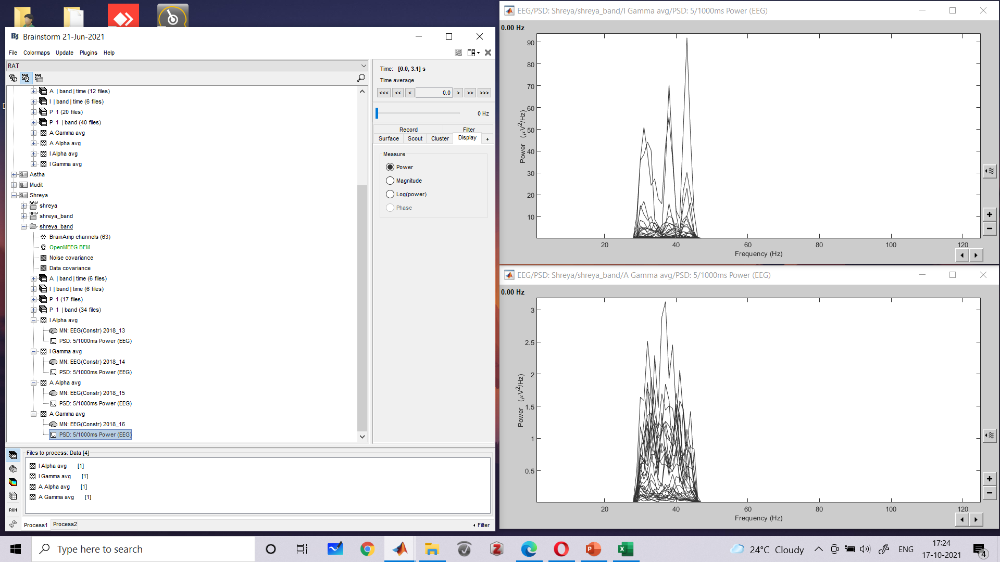 Brainstorm 21-Jun-2021
File Colormaps Update Plugins Help
RAT
A | band | time (12 files)
I | band | time (6 files)
P 1 (20 files)
P 1 | band (40 files)
A Gamma avg
A Alpha avg
I Alpha avg
I Gamma avg
Astha
Mudit
Shreya
RAW shreya
RAW shreya_band
shreya_band
BrainAmp channels (63)
OpenMEEG BEM
Noise covariance
Data covariance
A | band | time (6 files)
I | band | time (6 files)
P 1 (17 files)
P 1 | band (34 files)
I Alpha avg
MN: EEG(Constr) 2018_13
PSD: 5/1000ms Power (EEG)
I Gamma avg
MN: EEG(Constr) 2018_14
PSD: 5/1000ms Power (EEG)
A Alpha avg
MN: EEG(Constr) 2018_15
PSD: 5/1000ms Power (EEG)
A Gamma avg
MN: EEG(Constr) 2018_16
PSD: 5/1000ms Power (EEG)
Time: [0.0, 3.1] s
Time average
<<< << < 0.0 > >> >>>
0 Hz
Record Filter
Surface Scout Cluster Display +
Measure
Power
Magnitude
Log(power)
Phase
Files to process: Data [4]
I Alpha avg [1]
I Gamma avg [1]
A Alpha avg [1]
A Gamma avg [1]
RUN
Process1 Process2
Filter
EEG/PSD: Shreya/shreya_band/I Gamma avg/PSD: 5/1000ms Power (EEG)
0.00 Hz
90
80
70
60
50
40
30
20
10
Power (μV²/Hz)
20 40 60 80 100 120
Frequency (Hz)
EEG/PSD: Shreya/shreya_band/A Gamma avg/PSD: 5/1000ms Power (EEG)
0.00 Hz
3
2.5
2
1.5
1
0.5
Power (μV²/Hz)
20 40 60 80 100 120
Frequency (Hz)
Type here to search
24°C Cloudy
ENG
17:24
17-10-2021
4